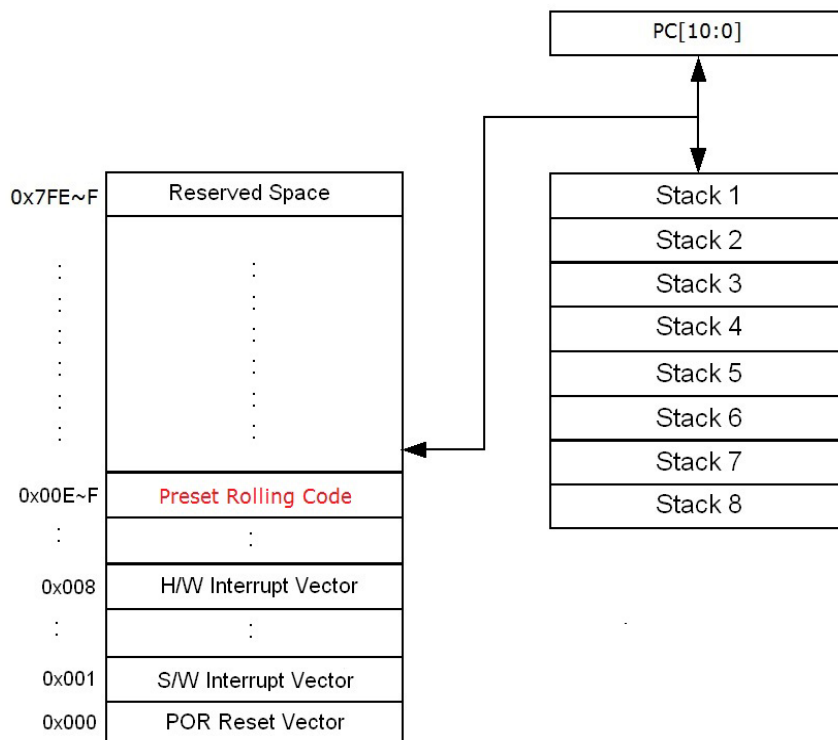 PC[10:0]
0x7FE~F Reserved Space
0x00E~F Preset Rolling Code
0x008 H/W Interrupt Vector
0x001 S/W Interrupt Vector
0x000 POR Reset Vector
Stack 1
Stack 2
Stack 3
Stack 4
Stack 5
Stack 6
Stack 7
Stack 8